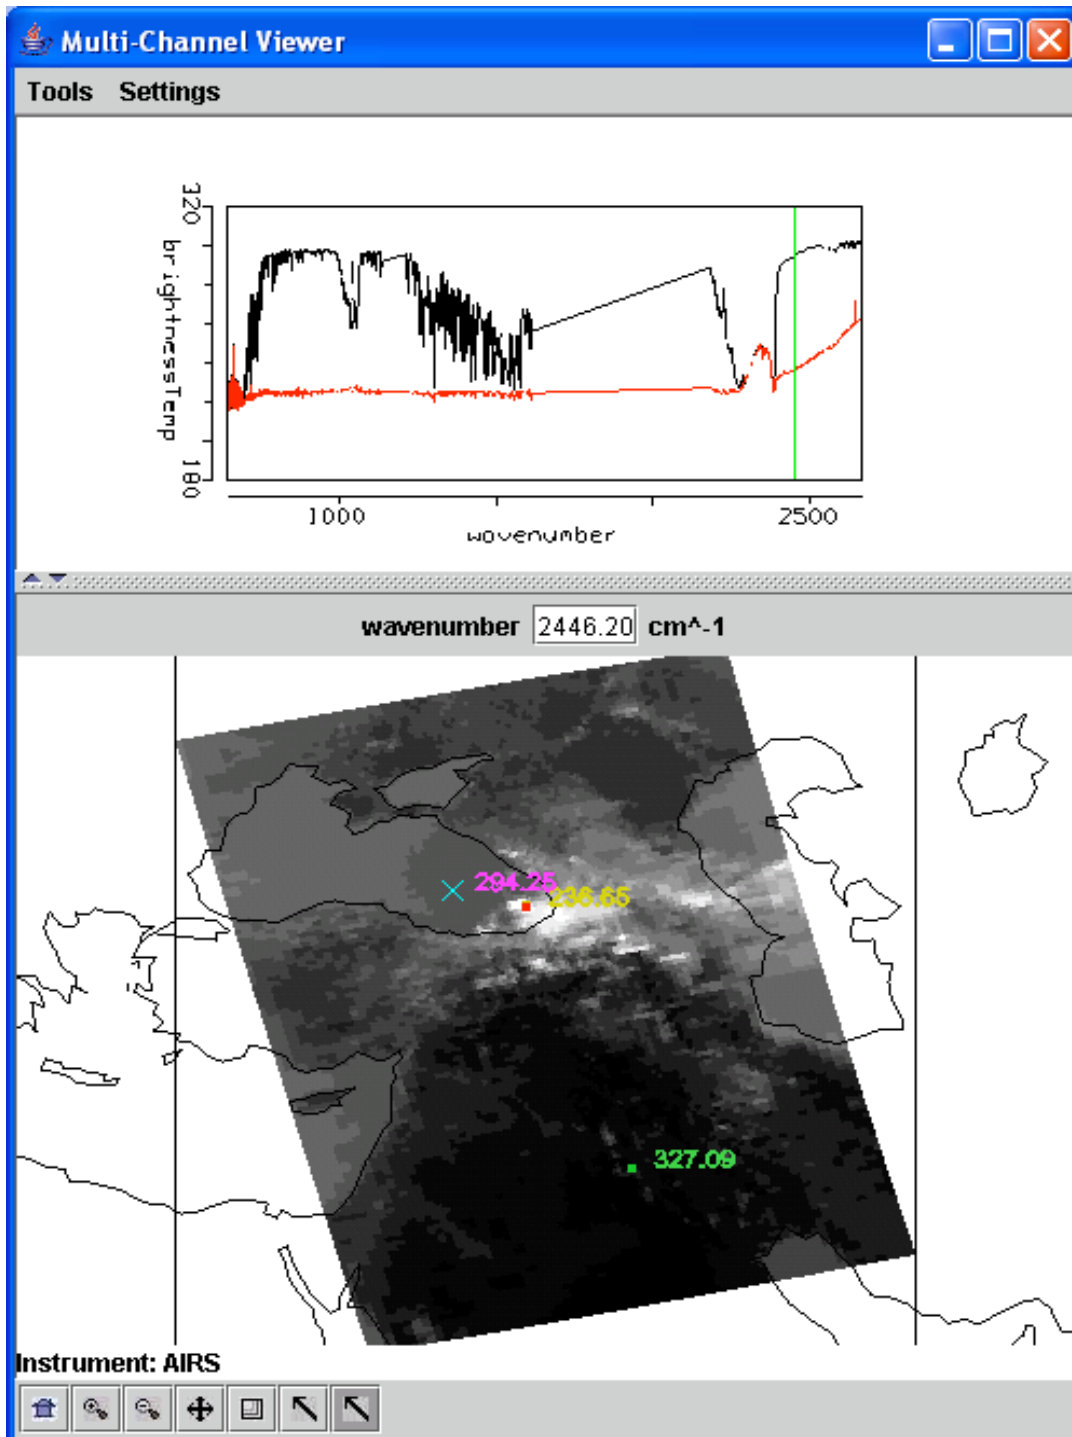 Multi-Channel Viewer
Tools Settings
320
brightnessTemp
180
1000
2500
wavenumber
wavenumber 2446.20 cm^-1
294.25
236.65
327.09
Instrument: AIRS